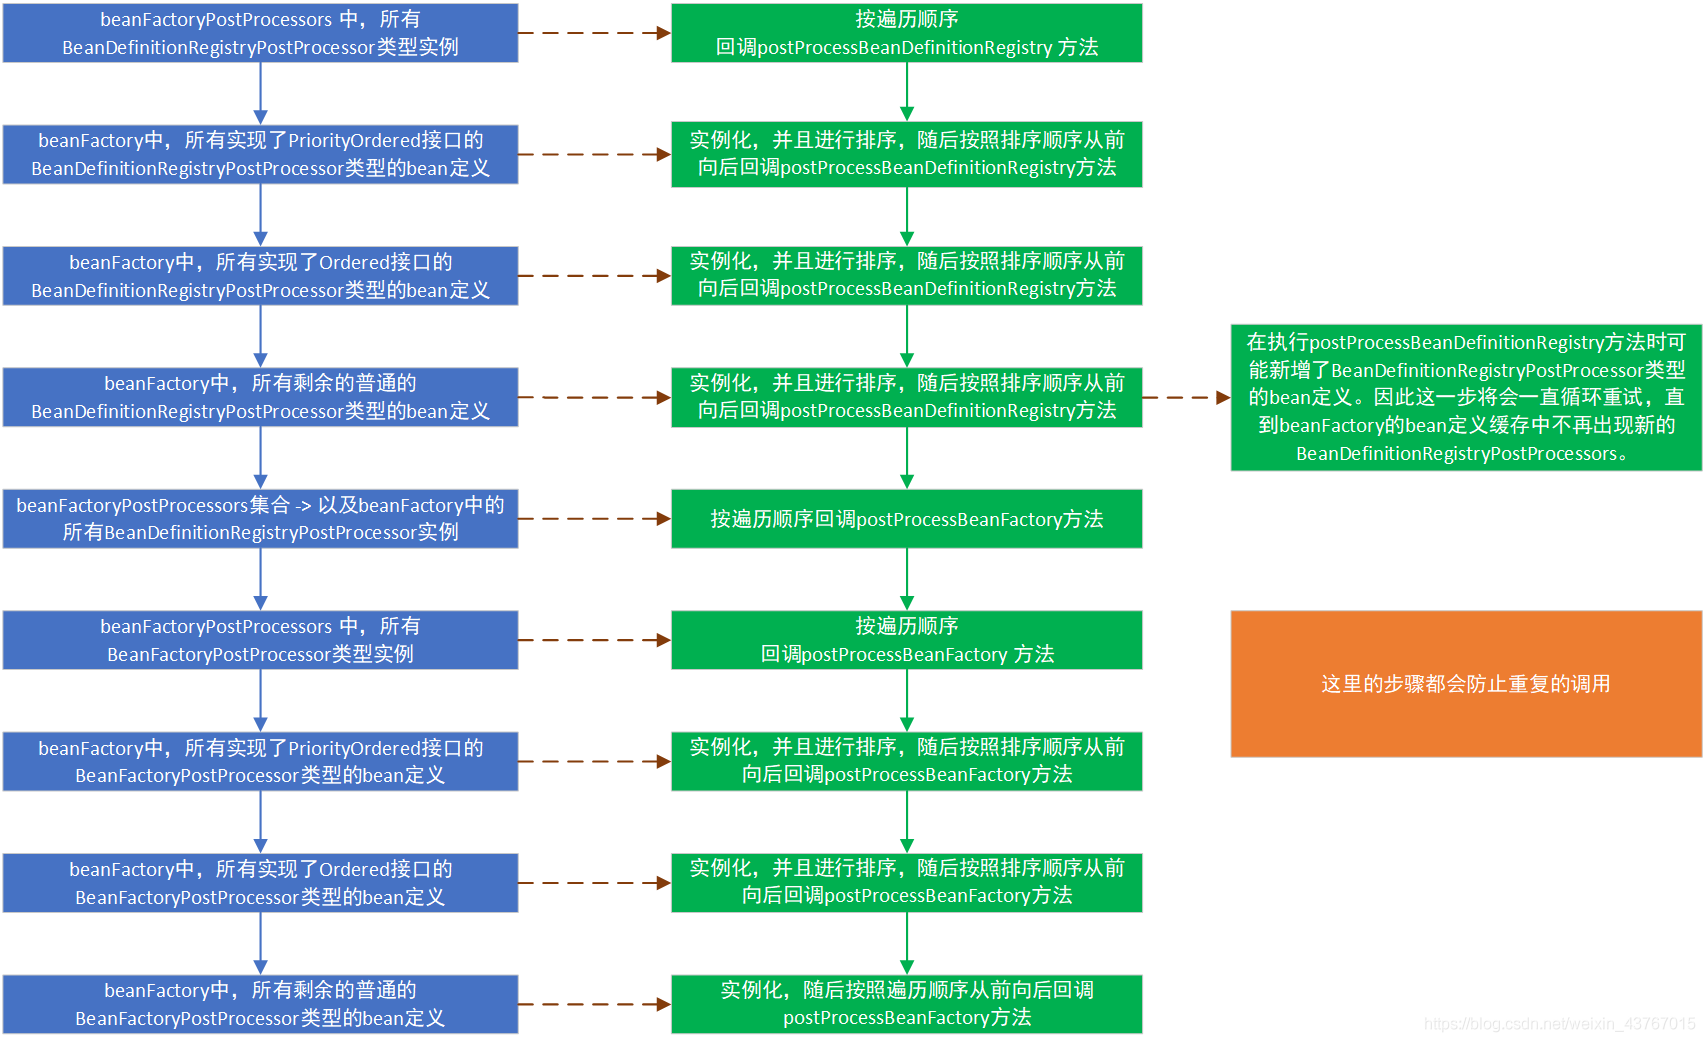 beanFactoryPostProcessors 中，所有
BeanDefinitionRegistryPostProcessor类型实例
按遍历顺序
回调postProcessBeanDefinitionRegistry 方法
beanFactory中，所有实现了PriorityOrdered接口的
BeanDefinitionRegistryPostProcessor类型的bean定义
实例化，并且进行排序，随后按照排序顺序从前
向后回调postProcessBeanDefinitionRegistry方法
beanFactory中，所有实现了Ordered接口的
BeanDefinitionRegistryPostProcessor类型的bean定义
实例化，并且进行排序，随后按照排序顺序从前
向后回调postProcessBeanDefinitionRegistry方法
beanFactory中，所有剩余的普通的
BeanDefinitionRegistryPostProcessor类型的bean定义
实例化，并且进行排序，随后按照排序顺序从前
向后回调postProcessBeanDefinitionRegistry方法
在执行postProcessBeanDefinitionRegistry方法时可
能新增了BeanDefinitionRegistryPostProcessor类型
的bean定义。因此这一步将会一直循环重试，直
到beanFactory的bean定义缓存中不再出现新的
BeanDefinitionRegistryPostProcessors。
beanFactoryPostProcessors集合 -> 以及beanFactory中的
所有BeanDefinitionRegistryPostProcessor实例
按遍历顺序回调postProcessBeanFactory方法
beanFactoryPostProcessors 中，所有
BeanFactoryPostProcessor类型实例
按遍历顺序
回调postProcessBeanFactory 方法
这里的步骤都会防止重复的调用
beanFactory中，所有实现了PriorityOrdered接口的
BeanFactoryPostProcessor类型的bean定义
实例化，并且进行排序，随后按照排序顺序从前
向后回调postProcessBeanFactory方法
beanFactory中，所有实现了Ordered接口的
BeanFactoryPostProcessor类型的bean定义
实例化，并且进行排序，随后按照排序顺序从前
向后回调postProcessBeanFactory方法
beanFactory中，所有剩余的普通的
BeanFactoryPostProcessor类型的bean定义
实例化，随后按照遍历顺序从前向后回调
postProcessBeanFactory方法
https://blog.csdn.net/weixin_43767015